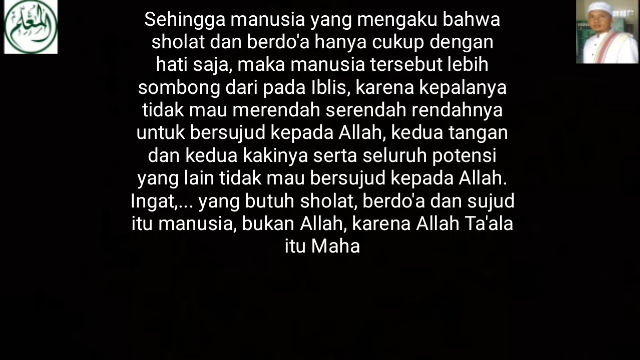 Sehingga manusia yang mengaku bahwa
sholat dan berdo'a hanya cukup dengan
hati saja, maka manusia tersebut lebih
sombong dari pada Iblis, karena kepalanya
tidak mau merendah serendah rendahnya
untuk bersujud kepada Allah, kedua tangan
dan kedua kakinya serta seluruh potensi
yang lain tidak mau bersujud kepada Allah.
Ingat,... yang butuh sholat, berdo'a dan sujud
itu manusia, bukan Allah, karena Allah Ta'ala
itu Maha